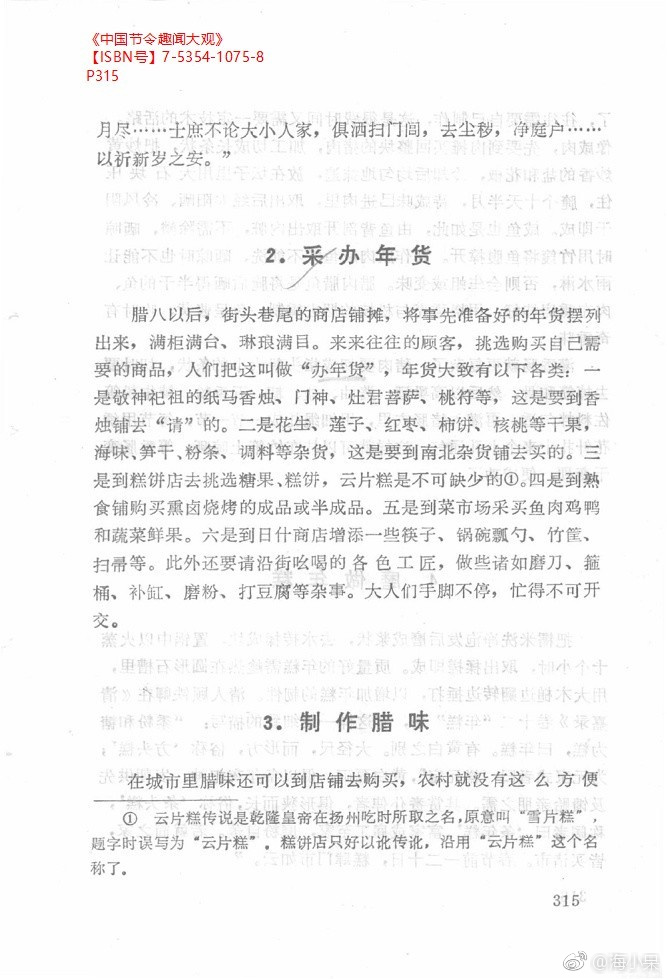 《中国节令趣闻大观》
【ISBN号】7-5354-1075-8
P315
月尽……士庶不论大小人家，俱洒扫门闾，去尘秽，净庭户……
以祈新岁之安。”
2．采办年货
腊八以后，街头巷尾的商店铺摊，将事先准备好的年货摆列
出来，满柜满台、琳琅满目。来来往往的顾客，挑选购买自己需
要的商品，人们把这叫做“办年货”，年货大致有以下各类：一
是敬神祀祖的纸马香烛、门神、灶君菩萨、桃符等，这是要到香
烛铺去“请”的。二是花生、莲子、红枣、柿饼、核桃等干果，
海味、笋干、粉条、调料等杂货，这是要到南北杂货铺去买的。三
是到糕饼店去挑选糖果、糕饼，云片糕是不可缺少的①。四是到熟
食铺购买熏卤烧烤的成品或半成品。五是到菜市场采买鱼肉鸡鸭
和蔬菜鲜果。六是到日什商店增添一些筷子、锅碗瓢勺、竹筐、
扫帚等。此外还要请沿街吆喝的各色工匠，做些诸如磨刀、箍
桶、补缸、磨粉、打豆腐等杂事。大人们手脚不停，忙得不可开
交。
3．制作腊味
在城市里腊味还可以到店铺去购买，农村就没有这么方便
① 云片糕传说是乾隆皇帝在扬州吃时所取之名，原意叫“雪片糕”，
题字时误写为“云片糕”。糕饼店只好以讹传讹，沿用“云片糕”这个名
称了。
315
@海小果